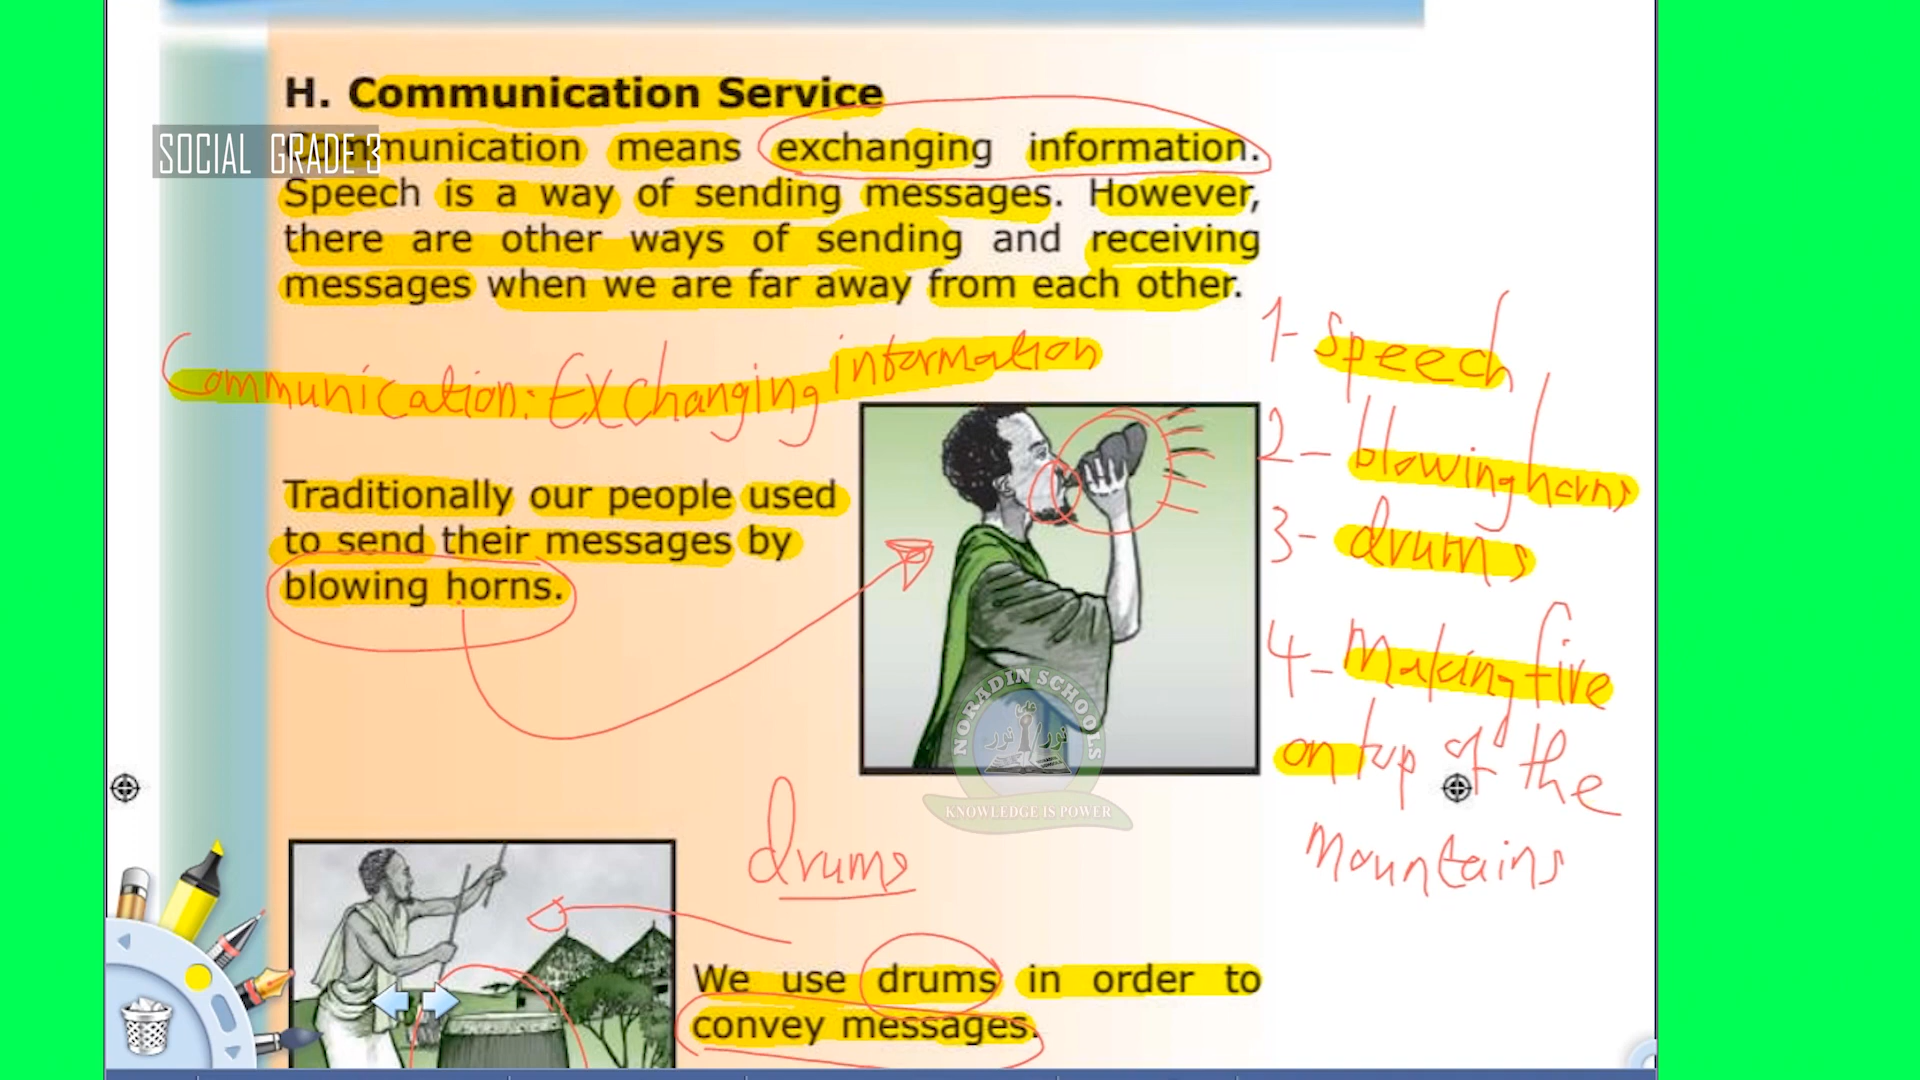 H. Communication Service
SOCIAL GRADE 3
mmunication means exchanging information.
Speech is a way of sending messages. However,
there are other ways of sending and receiving
messages when we are far away from each other.
Communication: Exchanging information
Traditionally our people used
to send their messages by
blowing horns.
1- Speech
2- blowing horns
3- drums
4- Making fire
on top of the
mountains
NORADIN SCHOOLS
نور نور
KNOWLEDGE IS POWER
drums
We use drums in order to
convey messages.